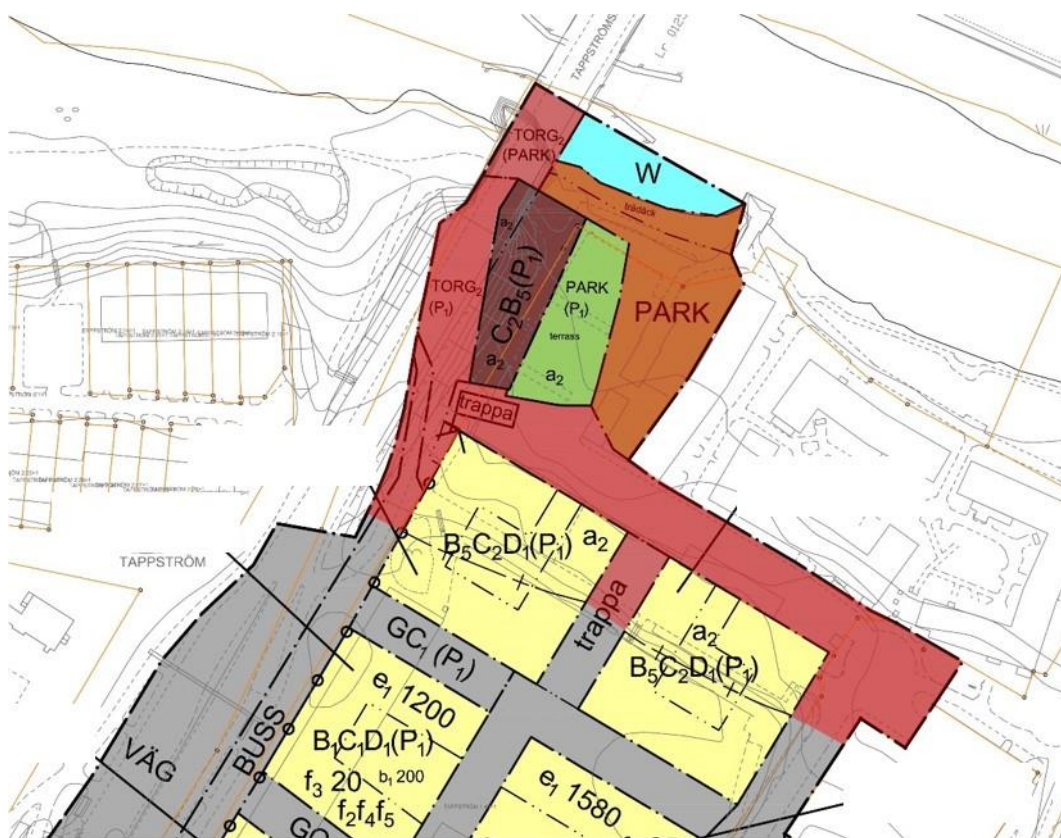 TAPPSTRÖMS
Lr 012
TORG₂
(PARK)
W
trädäck
a₂
C₂B₅(P₁)
PARK
(P₁)
terrass
a₂
TORG₂
(P₁)
PARK
a₂
trappa
a₂
B₅C₂D₁(P₁)
TAPPSTRÖM
trappa
a₂
B₅C₂D₁(P₁)
GC₁ (P₁)
e₁ 1200
B₁C₁D₁(P₁)
b₁ 200
f₃ 20
f₂f₄f₅
BUSS
VÄG
e₁ 1580